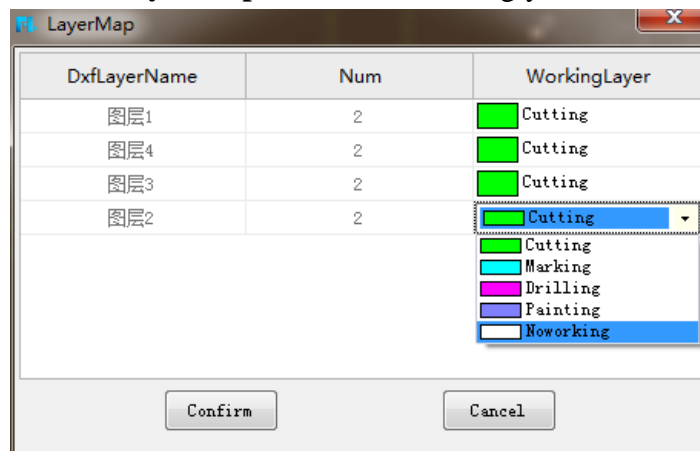 LayerMap
DxfLayerName Num WorkingLayer
图层1 2 Cutting
图层4 2 Cutting
图层3 2 Cutting
图层2 2 Cutting
Cutting
Marking
Drilling
Painting
Noworking
Confirm Cancel